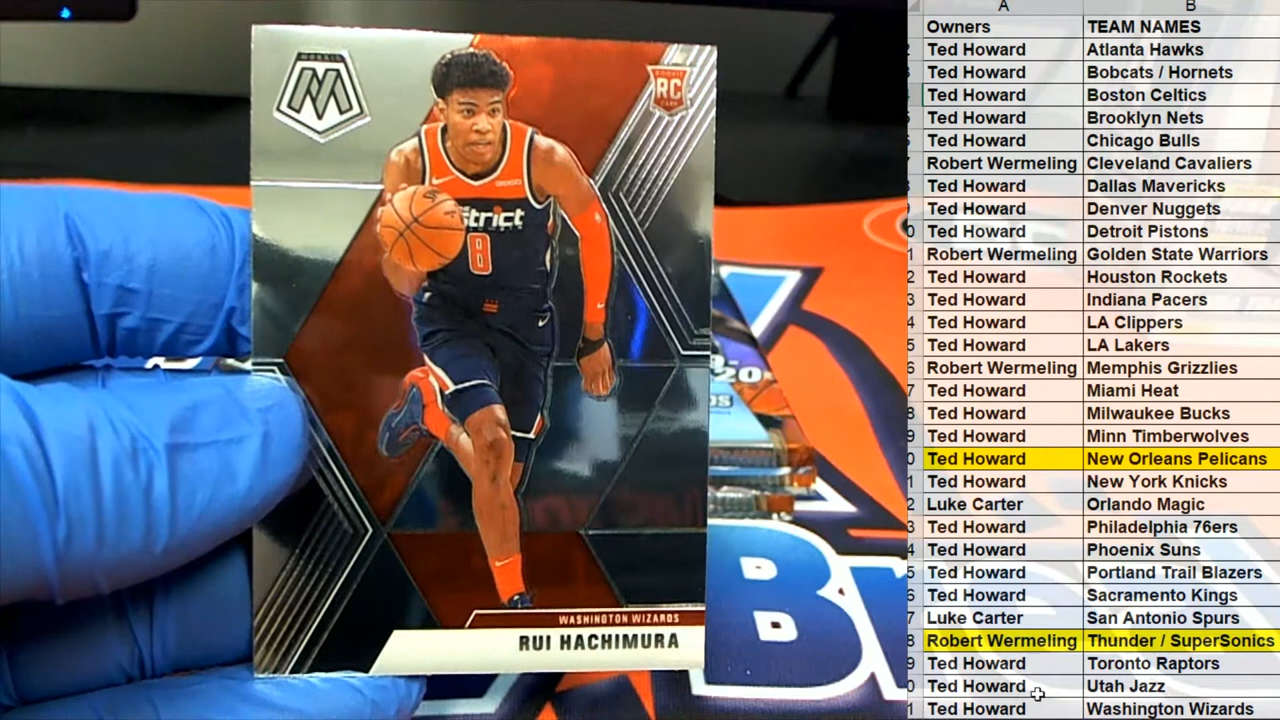 MOSAIC
M
ROOKIE
RC
CARD
GEICO
strict
8
WASHINGTON WIZARDS
RUI HACHIMURA
A B
Owners TEAM NAMES
Ted Howard Atlanta Hawks
Ted Howard Bobcats / Hornets
Ted Howard Boston Celtics
Ted Howard Brooklyn Nets
Ted Howard Chicago Bulls
Robert Wermeling Cleveland Cavaliers
Ted Howard Dallas Mavericks
Ted Howard Denver Nuggets
Ted Howard Detroit Pistons
Robert Wermeling Golden State Warriors
Ted Howard Houston Rockets
Ted Howard Indiana Pacers
Ted Howard LA Clippers
Ted Howard LA Lakers
Robert Wermeling Memphis Grizzlies
Ted Howard Miami Heat
Ted Howard Milwaukee Bucks
Ted Howard Minn Timberwolves
Ted Howard New Orleans Pelicans
Ted Howard New York Knicks
Luke Carter Orlando Magic
Ted Howard Philadelphia 76ers
Ted Howard Phoenix Suns
Ted Howard Portland Trail Blazers
Ted Howard Sacramento Kings
Luke Carter San Antonio Spurs
Robert Wermeling Thunder / SuperSonics
Ted Howard Toronto Raptors
Ted Howard Utah Jazz
Ted Howard Washington Wizards